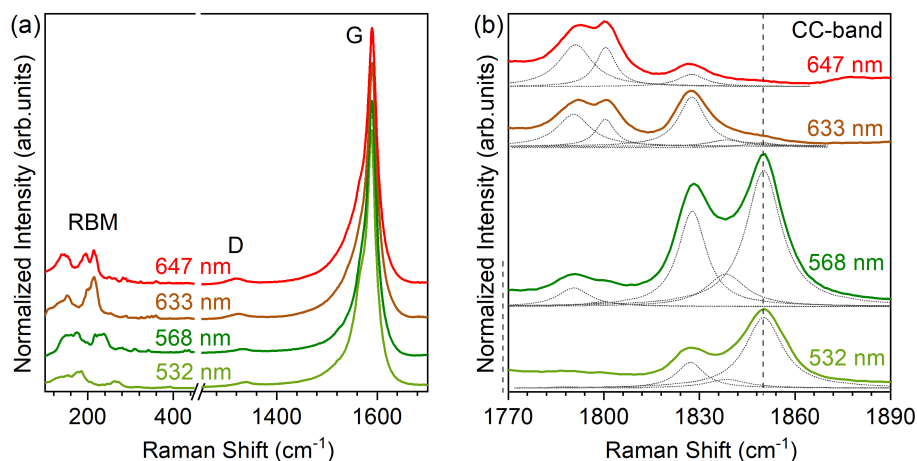 (a)
G
RBM
D
647 nm
633 nm
568 nm
532 nm
Normalized Intensity (arb.units)
200 400 1400 1600
Raman Shift (cm-1)
(b)
CC-band
647 nm
633 nm
568 nm
532 nm
Normalized Intensity (arb.units)
1770 1800 1830 1860 1890
Raman Shift (cm-1)